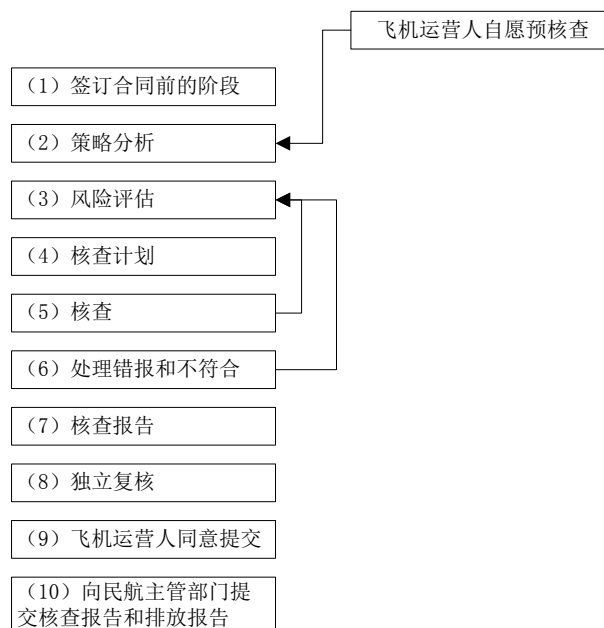 飞机运营人自愿预核查
（1）签订合同前的阶段
（2）策略分析
（3）风险评估
（4）核查计划
（5）核查
（6）处理错报和不符合
（7）核查报告
（8）独立复核
（9）飞机运营人同意提交
（10）向民航主管部门提
交核查报告和排放报告